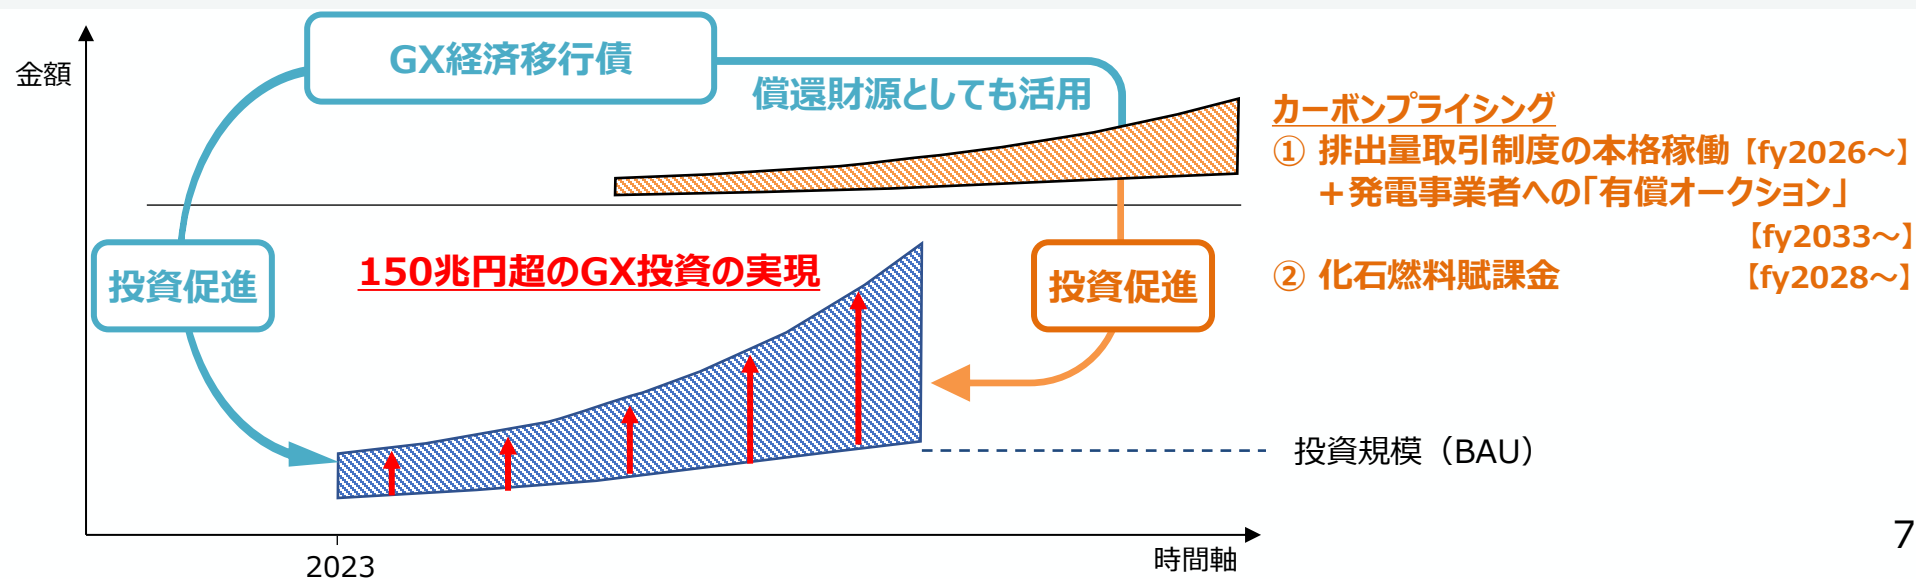 金額
GX経済移行債
償還財源としても活用
カーボンプライシング
① 排出量取引制度の本格稼働【fy2026～】
＋発電事業者への「有償オークション」
【fy2033～】
② 化石燃料賦課金 【fy2028～】
投資促進
150兆円超のGX投資の実現
投資促進
投資規模（BAU）
2023
時間軸
7